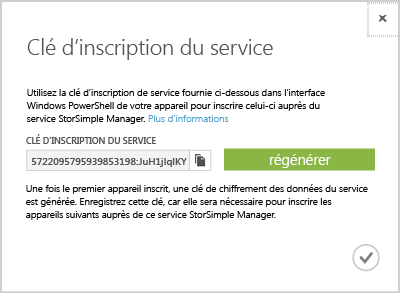 Clé d'inscription du service
Utilisez la clé d'inscription de service fournie ci-dessous dans l'interface
Windows PowerShell de votre appareil pour inscrire celui-ci auprès du
service StorSimple Manager. Plus d'informations
CLÉ D'INSCRIPTION DU SERVICE
5722095795939853198:JuH1jlqlKY
régénérer
Une fois le premier appareil inscrit, une clé de chiffrement des données du service
est générée. Enregistrez cette clé, car elle sera nécessaire pour inscrire les
appareils suivants auprès de ce service StorSimple Manager.